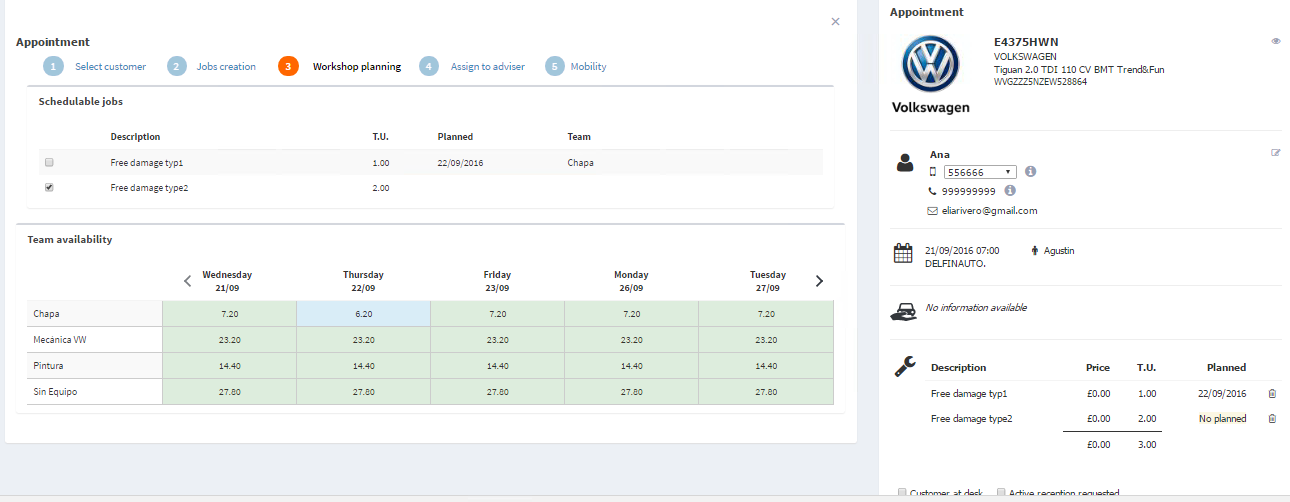 Appointment
1 Select customer 2 Jobs creation 3 Workshop planning 4 Assign to adviser 5 Mobility
Schedulable jobs
Description T.U. Planned Team
Free damage typ1 1.00 22/09/2016 Chapa
Free damage type2 2.00
Team availability
Wednesday Thursday Friday Monday Tuesday
21/09 22/09 23/09 26/09 27/09
Chapa 7.20 6.20 7.20 7.20 7.20
Mecánica VW 23.20 23.20 23.20 23.20 23.20
Pintura 14.40 14.40 14.40 14.40 14.40
Sin Equipo 27.80 27.80 27.80 27.80 27.80
Appointment
E4375HWN
VOLKSWAGEN
Tiguan 2.0 TDI 110 CV BMT Trend&Fun
WVGZZZ5NZEW528864
Volkswagen
Ana
556666
999999999
eliarivero@gmail.com
21/09/2016 07:00 Agustin
DELFINAUTO.
No information available
Description Price T.U. Planned
Free damage typ1 £0.00 1.00 22/09/2016
Free damage type2 £0.00 2.00 No planned
£0.00 3.00
Customer at desk Active reception requested